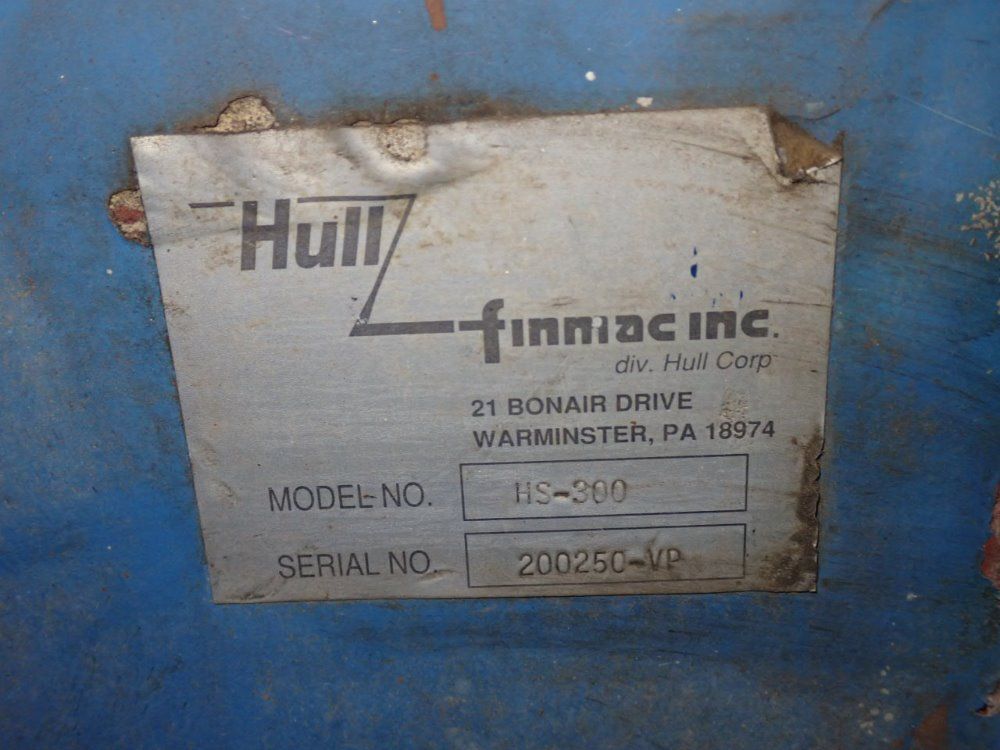 Hull
finmac inc.
div. Hull Corp
21 BONAIR DRIVE
WARMINSTER, PA 18974
MODEL NO. HS-300
SERIAL NO. 200250-VP